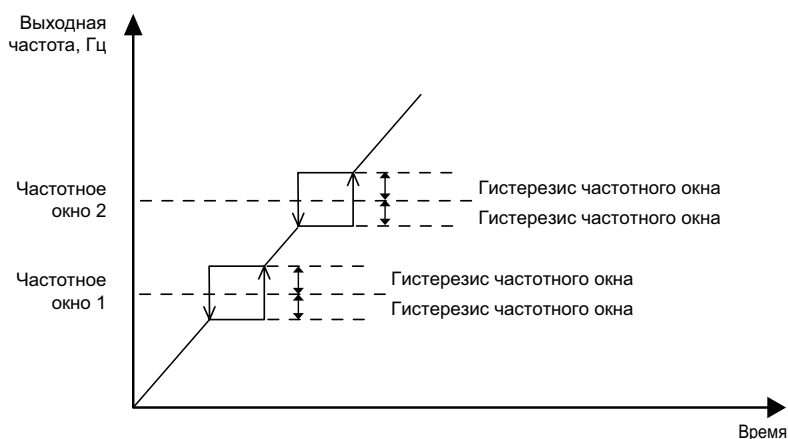 Выходная
частота, Гц
Частотное
окно 2
Гистерезис частотного окна
Гистерезис частотного окна
Частотное
окно 1
Гистерезис частотного окна
Гистерезис частотного окна
Время